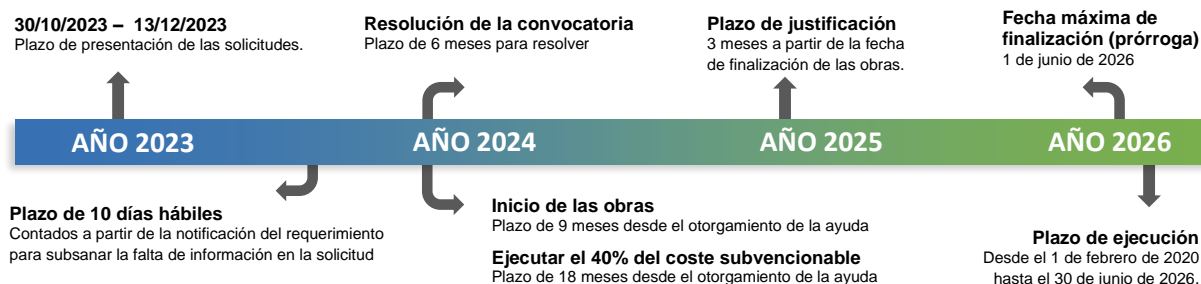 30/10/2023 – 13/12/2023
Plazo de presentación de las solicitudes.
Resolución de la convocatoria
Plazo de 6 meses para resolver
Plazo de justificación
3 meses a partir de la fecha
de finalización de las obras.
Fecha máxima de
finalización (prórroga)
1 de junio de 2026
AÑO 2023
AÑO 2024
AÑO 2025
AÑO 2026
Plazo de 10 días hábiles
Contados a partir de la notificación del requerimiento
para subsanar la falta de información en la solicitud
Inicio de las obras
Plazo de 9 meses desde el otorgamiento de la ayuda
Ejecutar el 40% del coste subvencionable
Plazo de 18 meses desde el otorgamiento de la ayuda
Plazo de ejecución
Desde el 1 de febrero de 2020
hasta el 30 de junio de 2026.